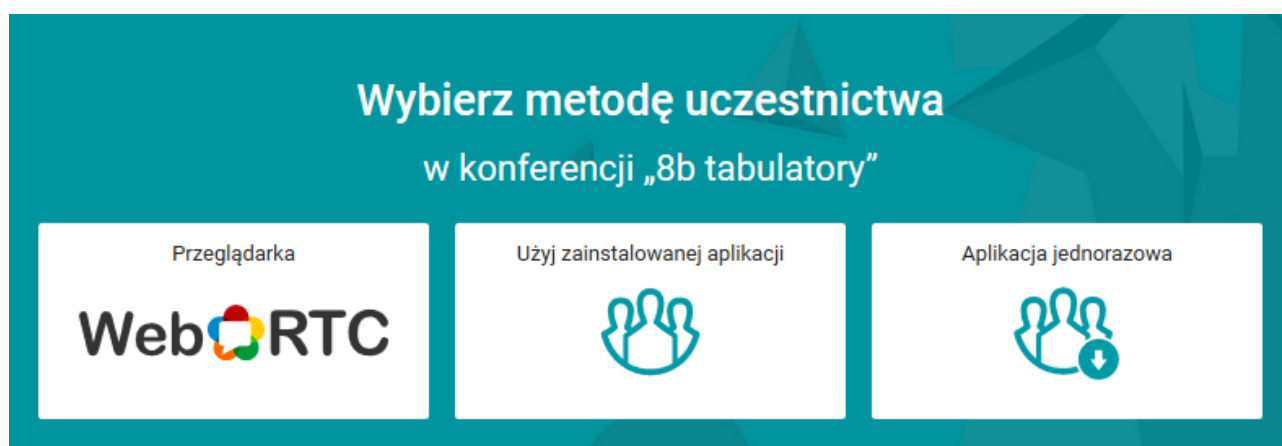 Wybierz metodę uczestnictwa
w konferencji „8b tabulatory”
Przeglądarka
WebRTC
Użyj zainstalowanej aplikacji
Aplikacja jednorazowa